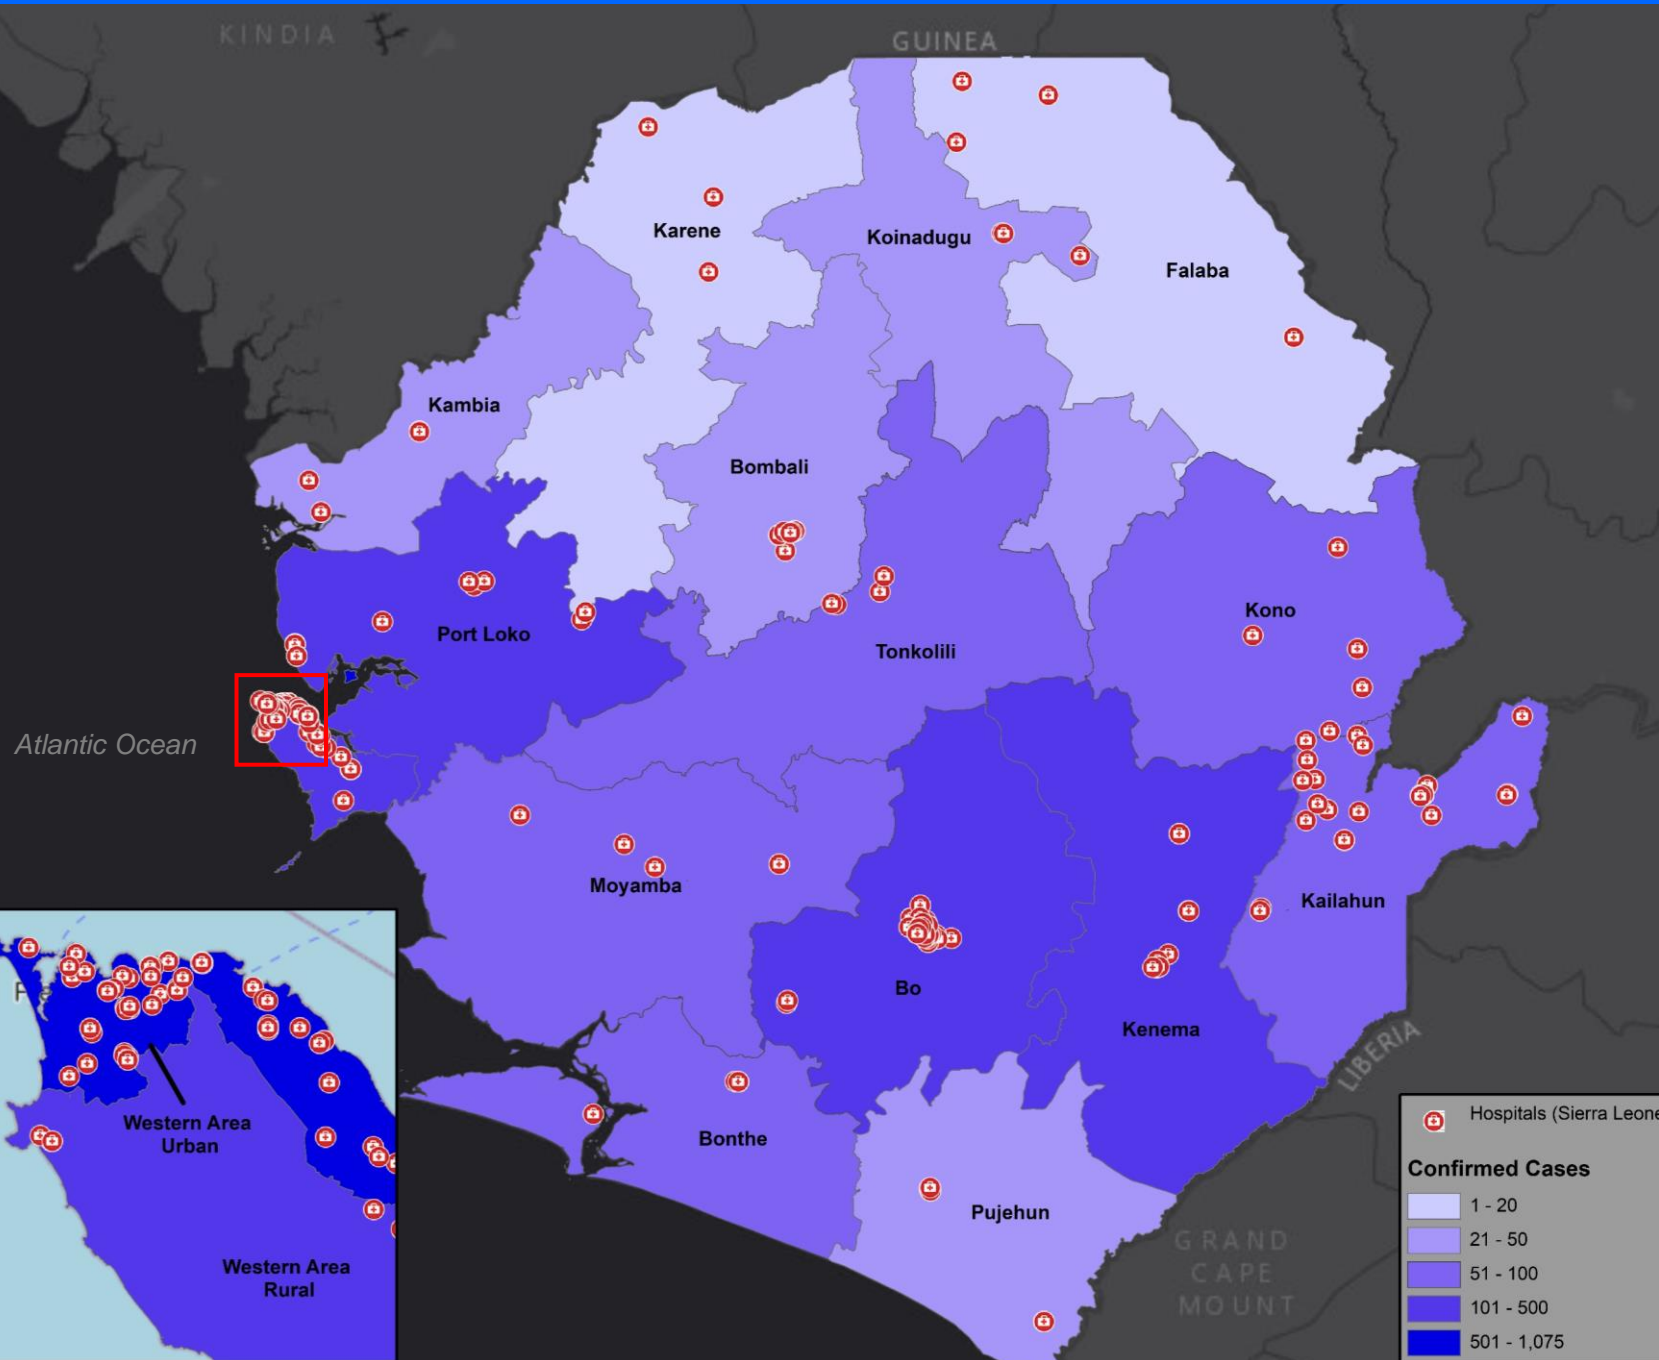 KINDIA
GUINEA
Karene
Koinadugu
Falaba
Kambia
Bombali
Kono
Port Loko
Tonkolili
Atlantic Ocean
Moyamba
Kailahun
Bo
Kenema
LIBERIA
Bonthe
Pujehun
GRAND
CAPE
MOUNT
Western Area
Urban
Western Area
Rural
Hospitals (Sierra Leone
Confirmed Cases
1 - 20
21 - 50
51 - 100
101 - 500
501 - 1,075